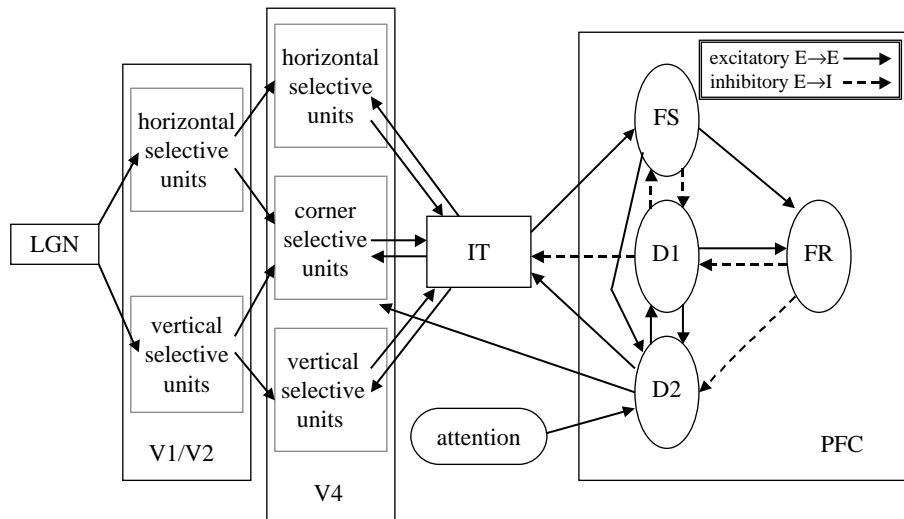 LGN
horizontal
selective
units
vertical
selective
units
V1/V2
horizontal
selective
units
corner
selective
units
vertical
selective
units
V4
IT
attention
excitatory E→E
inhibitory E→I
FS
D1
FR
D2
PFC